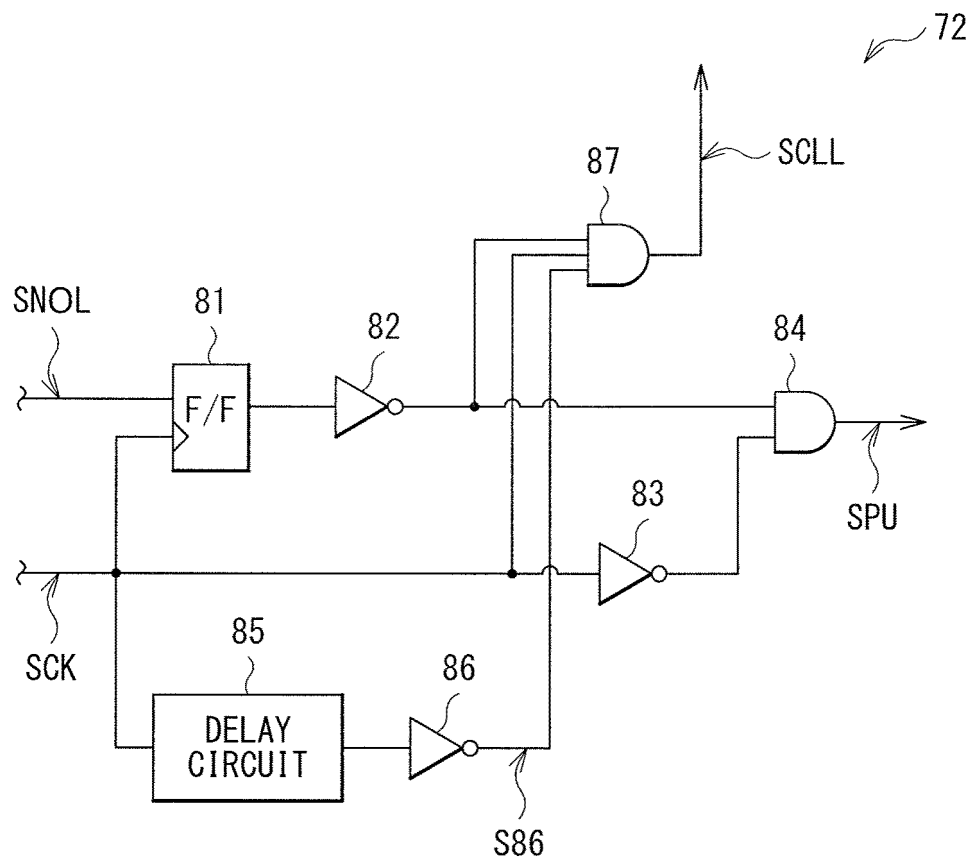 72
SCLL
87
SNOL
81
82
84
F/F
83
SPU
SCK
85
86
DELAY
CIRCUIT
S86